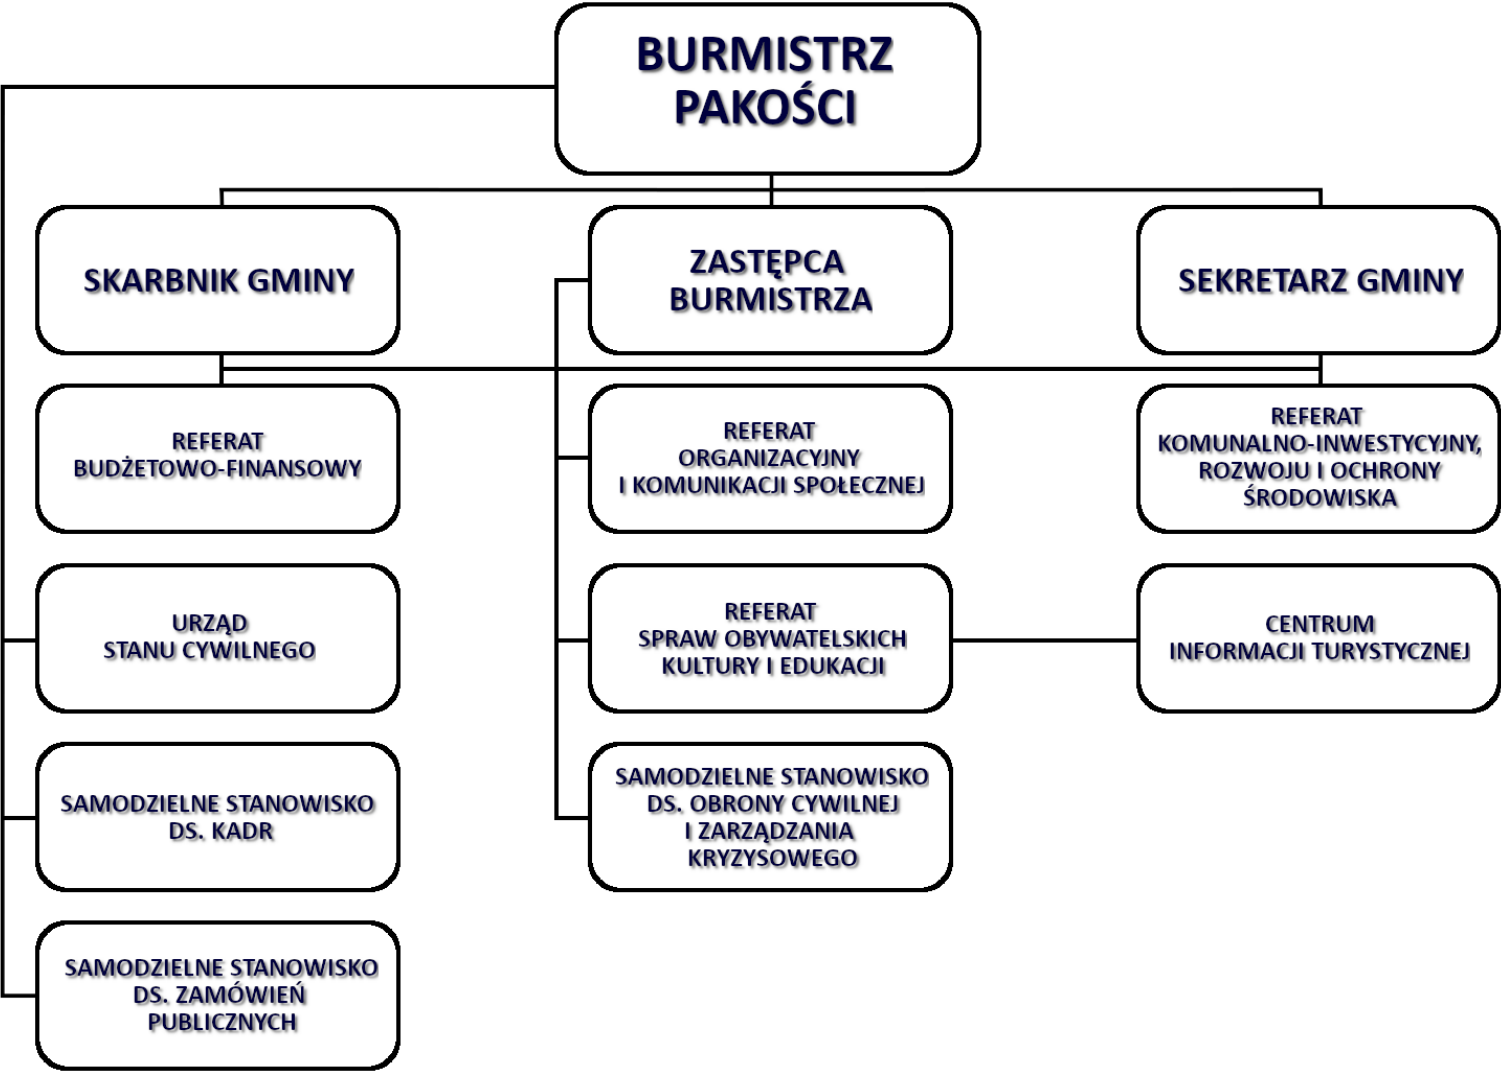 BURMISTRZ
PAKOŚCI
SKARBNIK GMINY
ZASTĘPCA
BURMISTRZA
SEKRETARZ GMINY
REFERAT
BUDŻETOWO-FINANSOWY
REFERAT
ORGANIZACYJNY
I KOMUNIKACJI SPOŁECZNEJ
REFERAT
KOMUNALNO-INWESTYCYJNY,
ROZWOJU I OCHRONY
ŚRODOWISKA
URZĄD
STANU CYWILNEGO
REFERAT
SPRAW OBYWATELSKICH
KULTURY I EDUKACJI
CENTRUM
INFORMACJI TURYSTYCZNEJ
SAMODZIELNE STANOWISKO
DS. KADR
SAMODZIELNE STANOWISKO
DS. OBRONY CYWILNEJ
I ZARZĄDZANIA
KRYZYSOWEGO
SAMODZIELNE STANOWISKO
DS. ZAMÓWIEŃ
PUBLICZNYCH